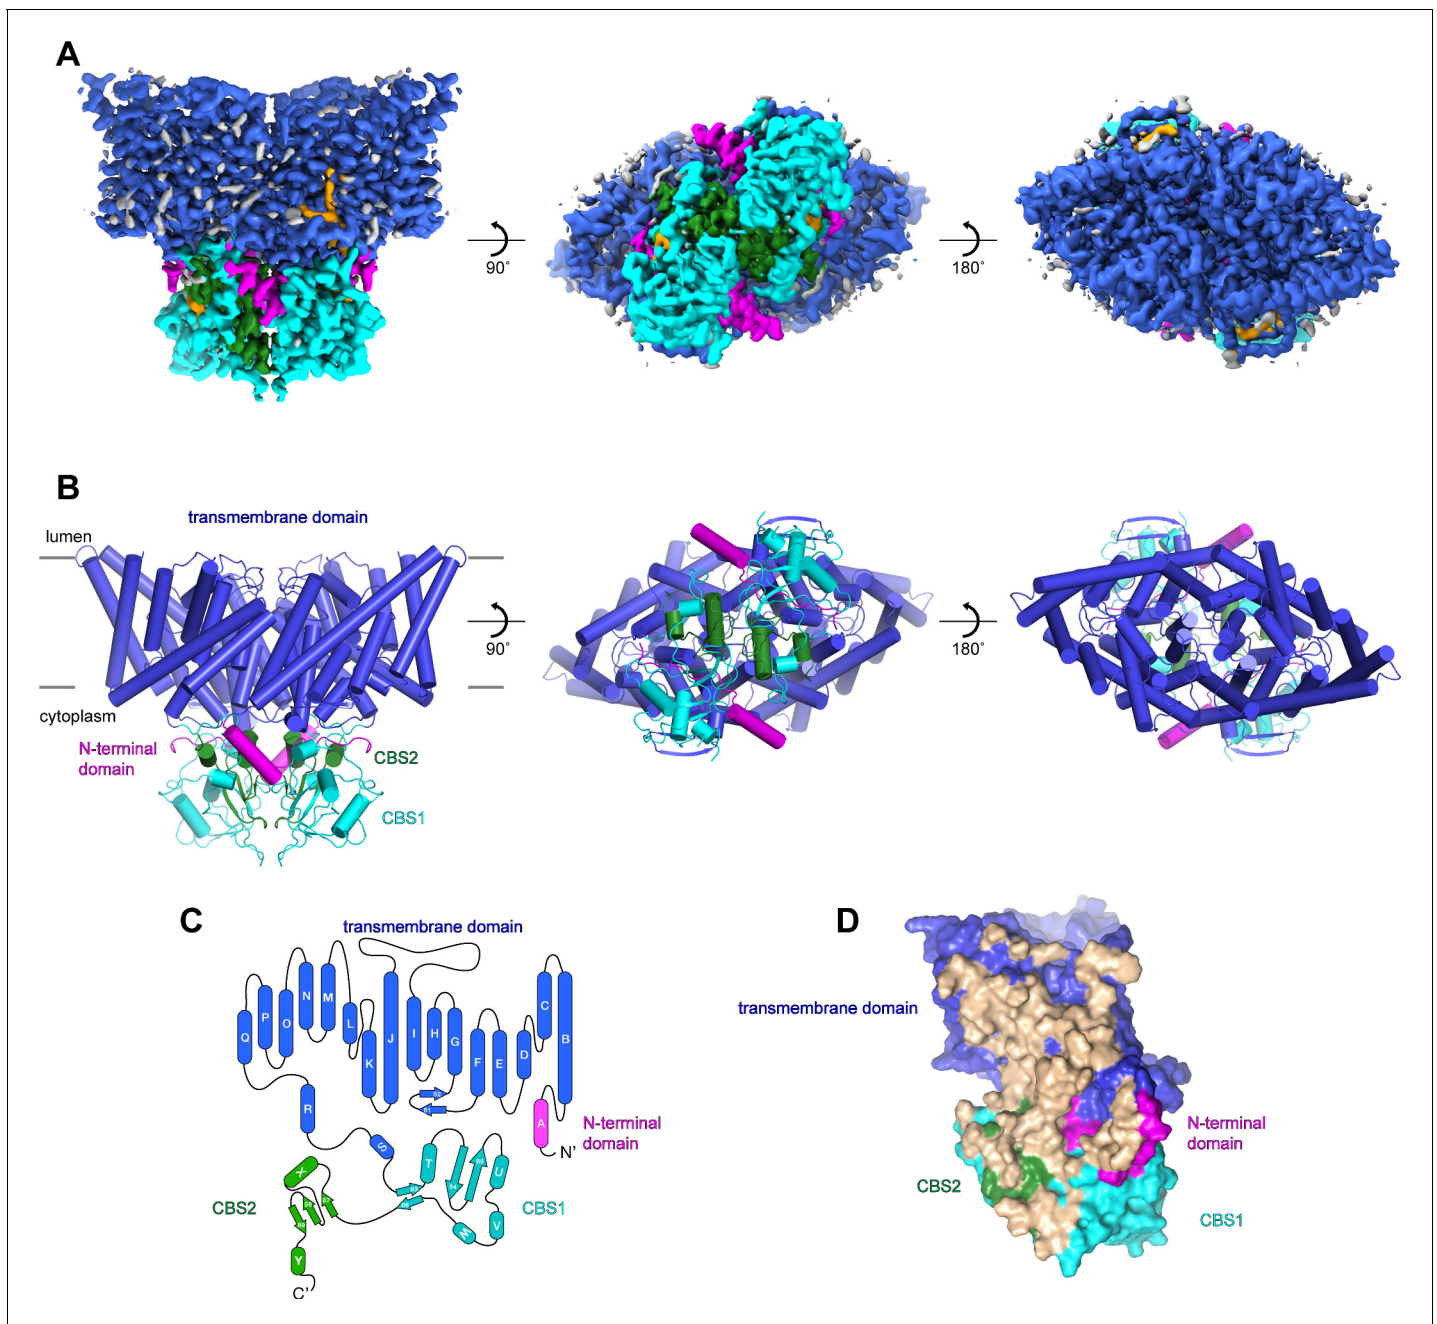 A
90°
180°
B
transmembrane domain
lumen
cytoplasm
N-terminal
domain
CBS2
CBS1
90°
180°
C
transmembrane domain
Q P O N M L K J I H G F E D C B
R
S
A
N-terminal
domain
N'
T
U
V
W
X
Y
CBS2
CBS1
C'
D
transmembrane domain
N-terminal
domain
CBS2
CBS1